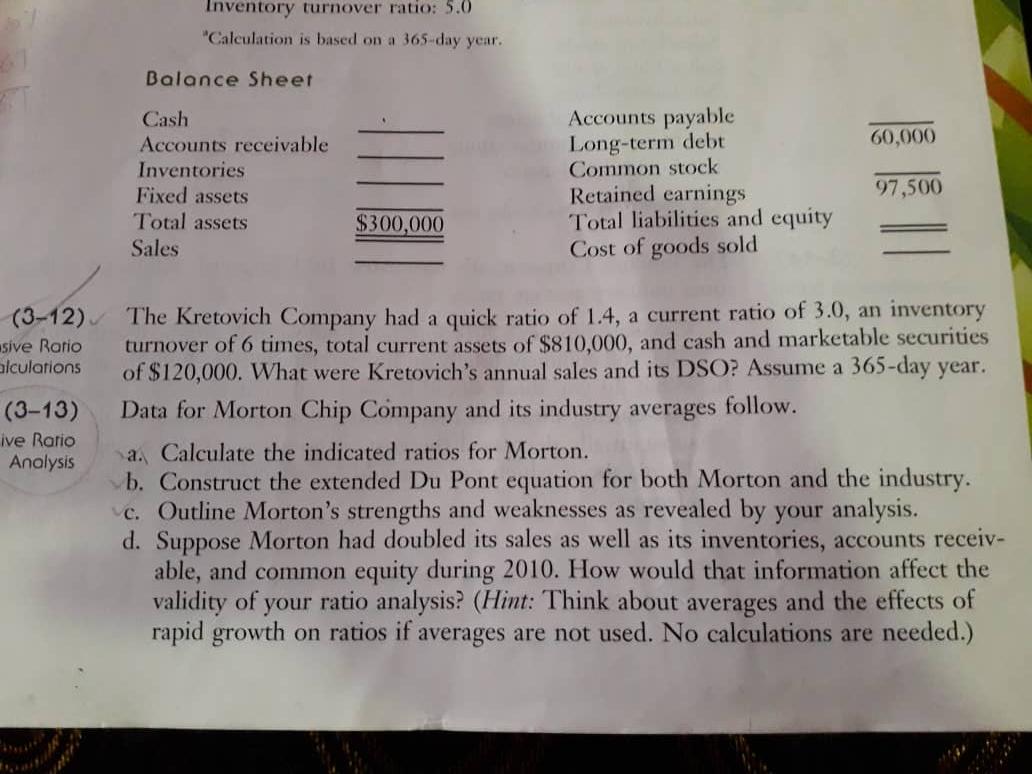 Inventory turnover ratio: 5.0
ᵃCalculation is based on a 365-day year.
Balance Sheet
Cash Accounts payable
Accounts receivable Long-term debt 60,000
Inventories Common stock
Fixed assets Retained earnings 97,500
Total assets $300,000 Total liabilities and equity
Sales Cost of goods sold
(3–12) The Kretovich Company had a quick ratio of 1.4, a current ratio of 3.0, an inventory
sive Ratio turnover of 6 times, total current assets of $810,000, and cash and marketable securities
alculations of $120,000. What were Kretovich's annual sales and its DSO? Assume a 365-day year.
(3–13) Data for Morton Chip Company and its industry averages follow.
ive Ratio
Analysis
a. Calculate the indicated ratios for Morton.
b. Construct the extended Du Pont equation for both Morton and the industry.
c. Outline Morton's strengths and weaknesses as revealed by your analysis.
d. Suppose Morton had doubled its sales as well as its inventories, accounts receiv-
able, and common equity during 2010. How would that information affect the
validity of your ratio analysis? (Hint: Think about averages and the effects of
rapid growth on ratios if averages are not used. No calculations are needed.)